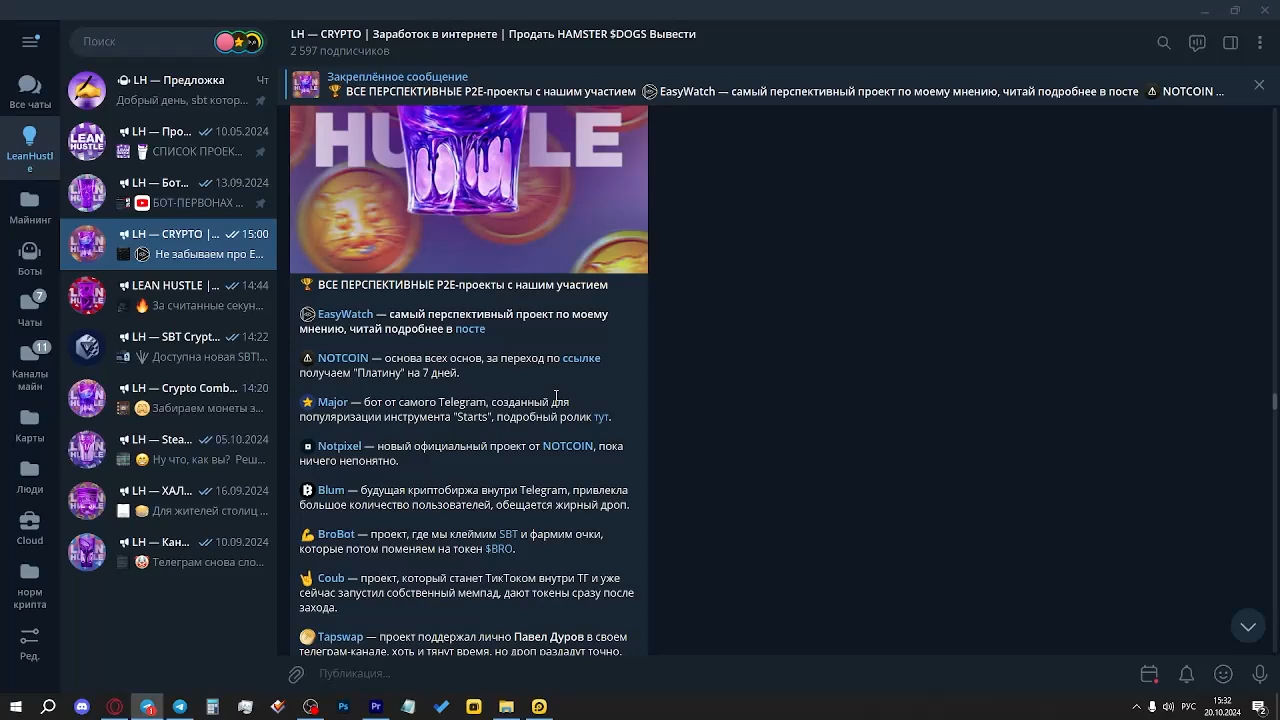 Поиск
Все чаты
LeanHustl
e
Майнинг
Боты
7
Чаты
11
Каналы
майн
Карты
Люди
Cloud
норм
крипта
Ред.
LH — Предложка Чт
Добрый день, sbt котор...
LH — Про... 10.05.2024
СПИСОК ПРОЕК...
LH — Бот... 13.09.2024
БОТ-ПЕРВОНАХ ...
LH — CRYPTO |... 15:00
Не забываем про E...
LEAN HUSTLE |... 14:44
За считанные секун...
LH — SBT Crypt... 14:22
Доступна новая SBT!...
LH — Crypto Comb... 14:20
Забираем монеты з...
LH — Stea... 05.10.2024
Ну что, как вы? Реш...
LH — ХАЛ... 16.09.2024
Для жителей столиц ...
LH — Кан... 10.09.2024
Телеграм снова сло...
LH — CRYPTO | Заработок в интернете | Продать HAMSTER $DOGS Вывести
2 597 подписчиков
Закреплённое сообщение
ВСЕ ПЕРСПЕКТИВНЫЕ P2E-проекты с нашим участием EasyWatch — самый перспективный проект по моему мнению, читай подробнее в посте NOTCOIN ...
HU LE
ВСЕ ПЕРСПЕКТИВНЫЕ P2E-проекты с нашим участием
EasyWatch — самый перспективный проект по моему
мнению, читай подробнее в посте
NOTCOIN — основа всех основ, за переход по ссылке
получаем "Платину" на 7 дней.
Major — бот от самого Telegram, созданный для
популяризации инструмента "Starts", подробный ролик тут.
Notpixel — новый официальный проект от NOTCOIN, пока
ничего непонятно.
Blum — будущая криптобиржа внутри Telegram, привлекла
большое количество пользователей, обещается жирный дроп.
BroBot — проект, где мы клеймим SBT и фармим очки,
которые потом поменяем на токен $BRO.
Coub — проект, который станет ТикТоком внутри ТГ и уже
сейчас запустил собственный мемпад, дают токены сразу после
захода.
Tapswap — проект поддержал лично Павел Дуров в своем
телеграм-канале, хоть и тянут время, но дроп раздадут точно.
Публикация...
РУС
15:32
20.10.2024